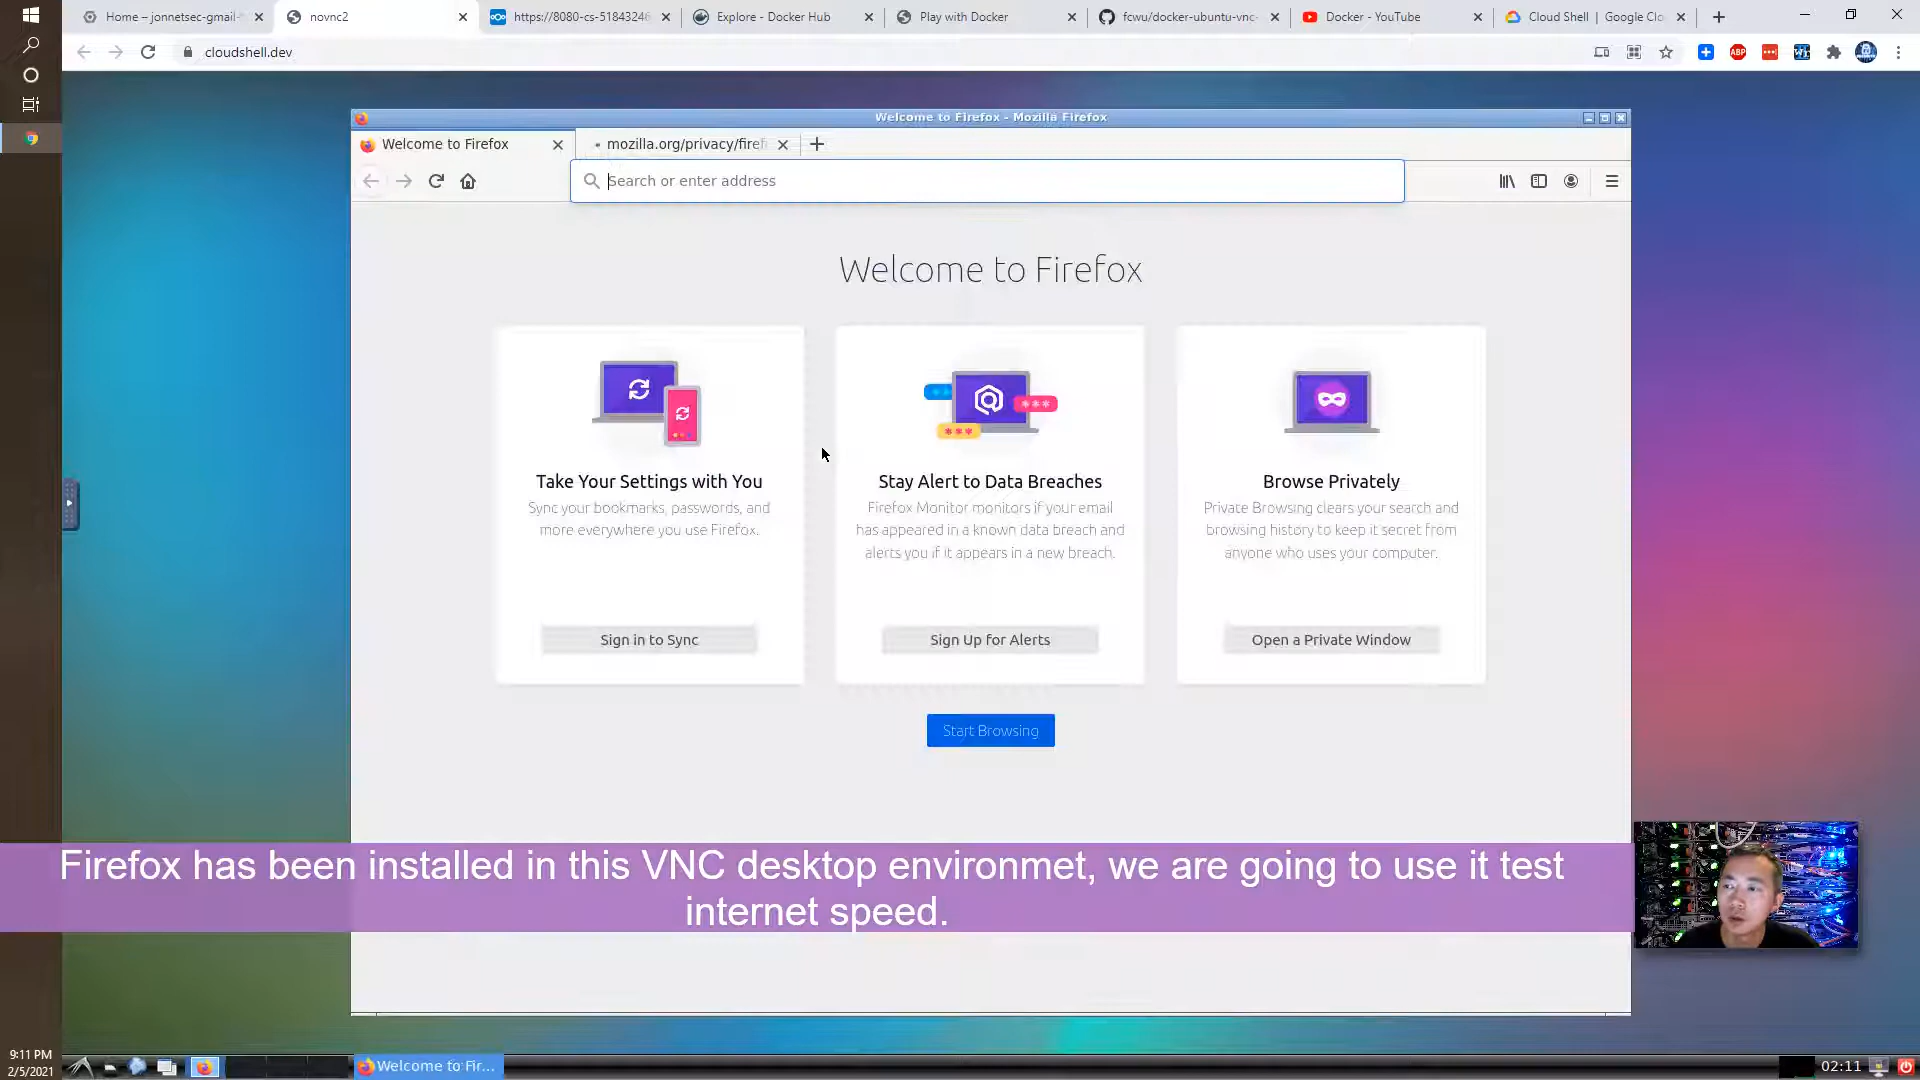 Home – jonnetsec-gmail-
novnc2
https://8080-cs-51843246
Explore - Docker Hub
Play with Docker
fcwu/docker-ubuntu-vnc-
Docker - YouTube
Cloud Shell | Google Clo
cloudshell.dev
ABP
Welcome to Firefox - Mozilla Firefox
Welcome to Firefox
mozilla.org/privacy/firef
Search or enter address
Welcome to Firefox
Take Your Settings with You
Sync your bookmarks, passwords, and
more everywhere you use Firefox.
Sign in to Sync
Stay Alert to Data Breaches
Firefox Monitor monitors if your email
has appeared in a known data breach and
alerts you if it appears in a new breach.
Sign Up for Alerts
Browse Privately
Private Browsing clears your search and
browsing history to keep it secret from
anyone who uses your computer.
Open a Private Window
Start Browsing
Firefox has been installed in this VNC desktop environmet, we are going to use it test
internet speed.
9:11 PM
2/5/2021
Welcome to Fir...
02:11